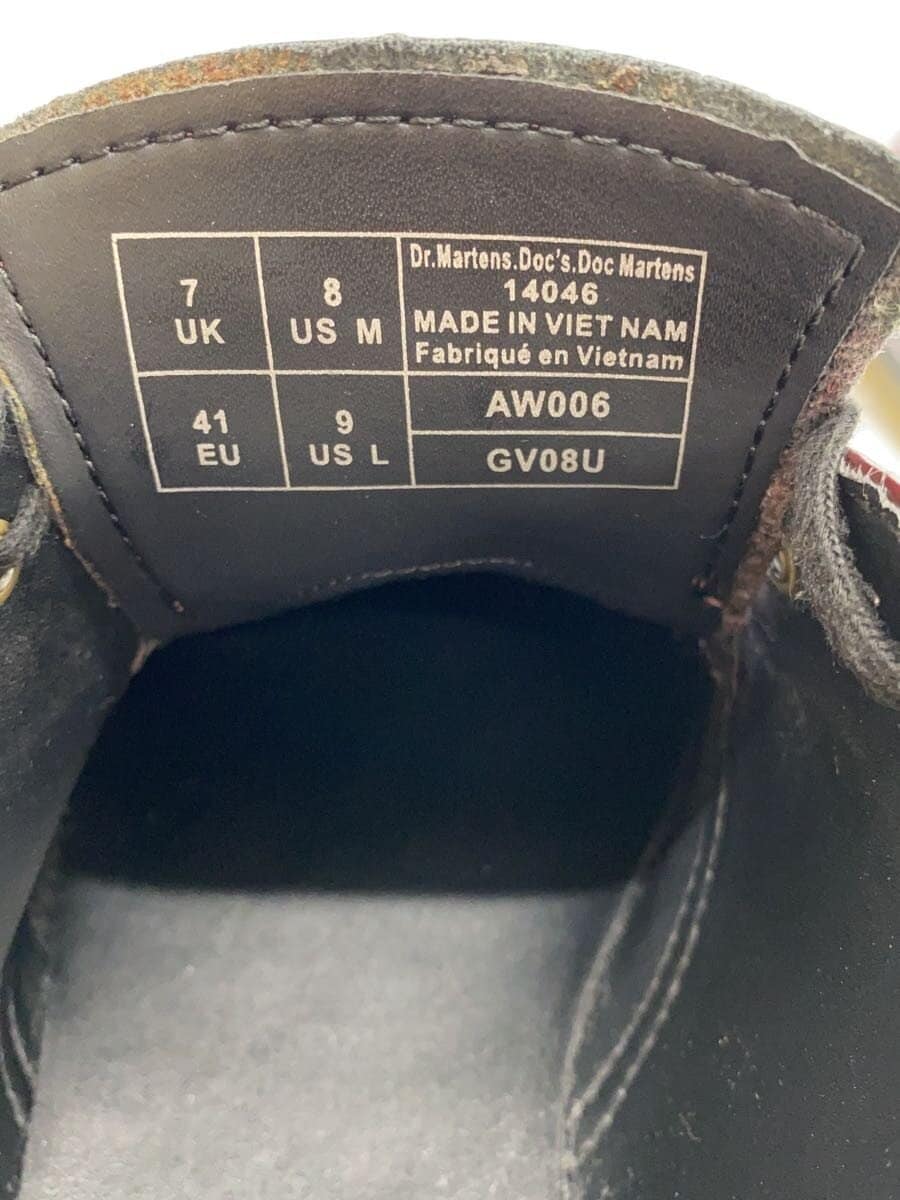 7
UK
8
US M
Dr.Martens.Doc's.Doc Martens
14046
MADE IN VIET NAM
Fabriqué en Vietnam
41
EU
9
US L
AW006
GV08U